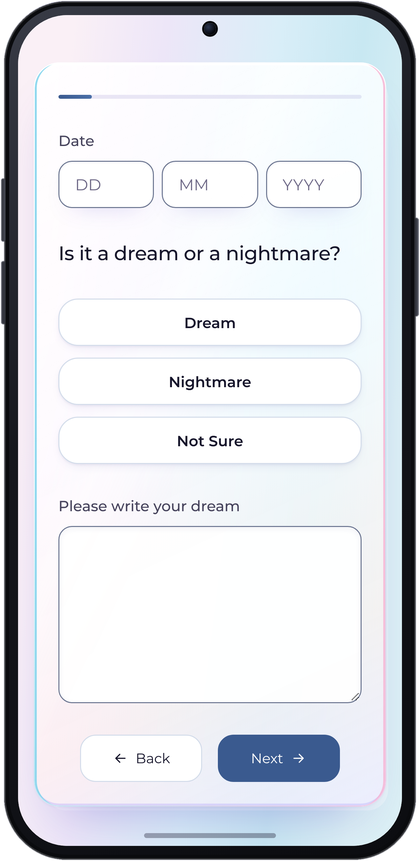 Date
DD MM YYYY
Is it a dream or a nightmare?
Dream
Nightmare
Not Sure
Please write your dream
← Back Next →